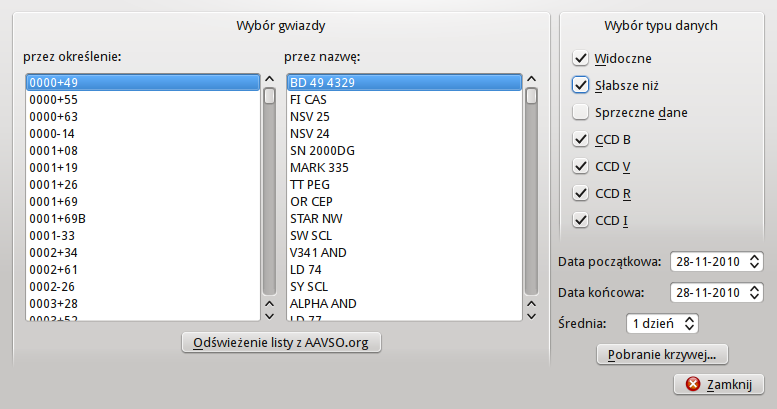 Wybór gwiazdy
przez określenie:
przez nazwę:
0000+49
0000+55
0000+63
0000-14
0001+08
0001+19
0001+26
0001+69
0001+69B
0001-33
0002+34
0002+61
0002-26
0003+28
0003+52
BD 49 4329
FI CAS
NSV 25
NSV 24
SN 2000DG
MARK 335
TT PEG
OR CEP
STAR NW
SW SCL
V341 AND
LD 74
SY SCL
ALPHA AND
LD 77
Odświeżenie listy z AAVSO.org
Wybór typu danych
Widoczne
Słabsze niż
Sprzeczne dane
CCD B
CCD V
CCD R
CCD I
Data początkowa: 28-11-2010
Data końcowa: 28-11-2010
Średnia: 1 dzień
Pobranie krzywej...
Zamknij